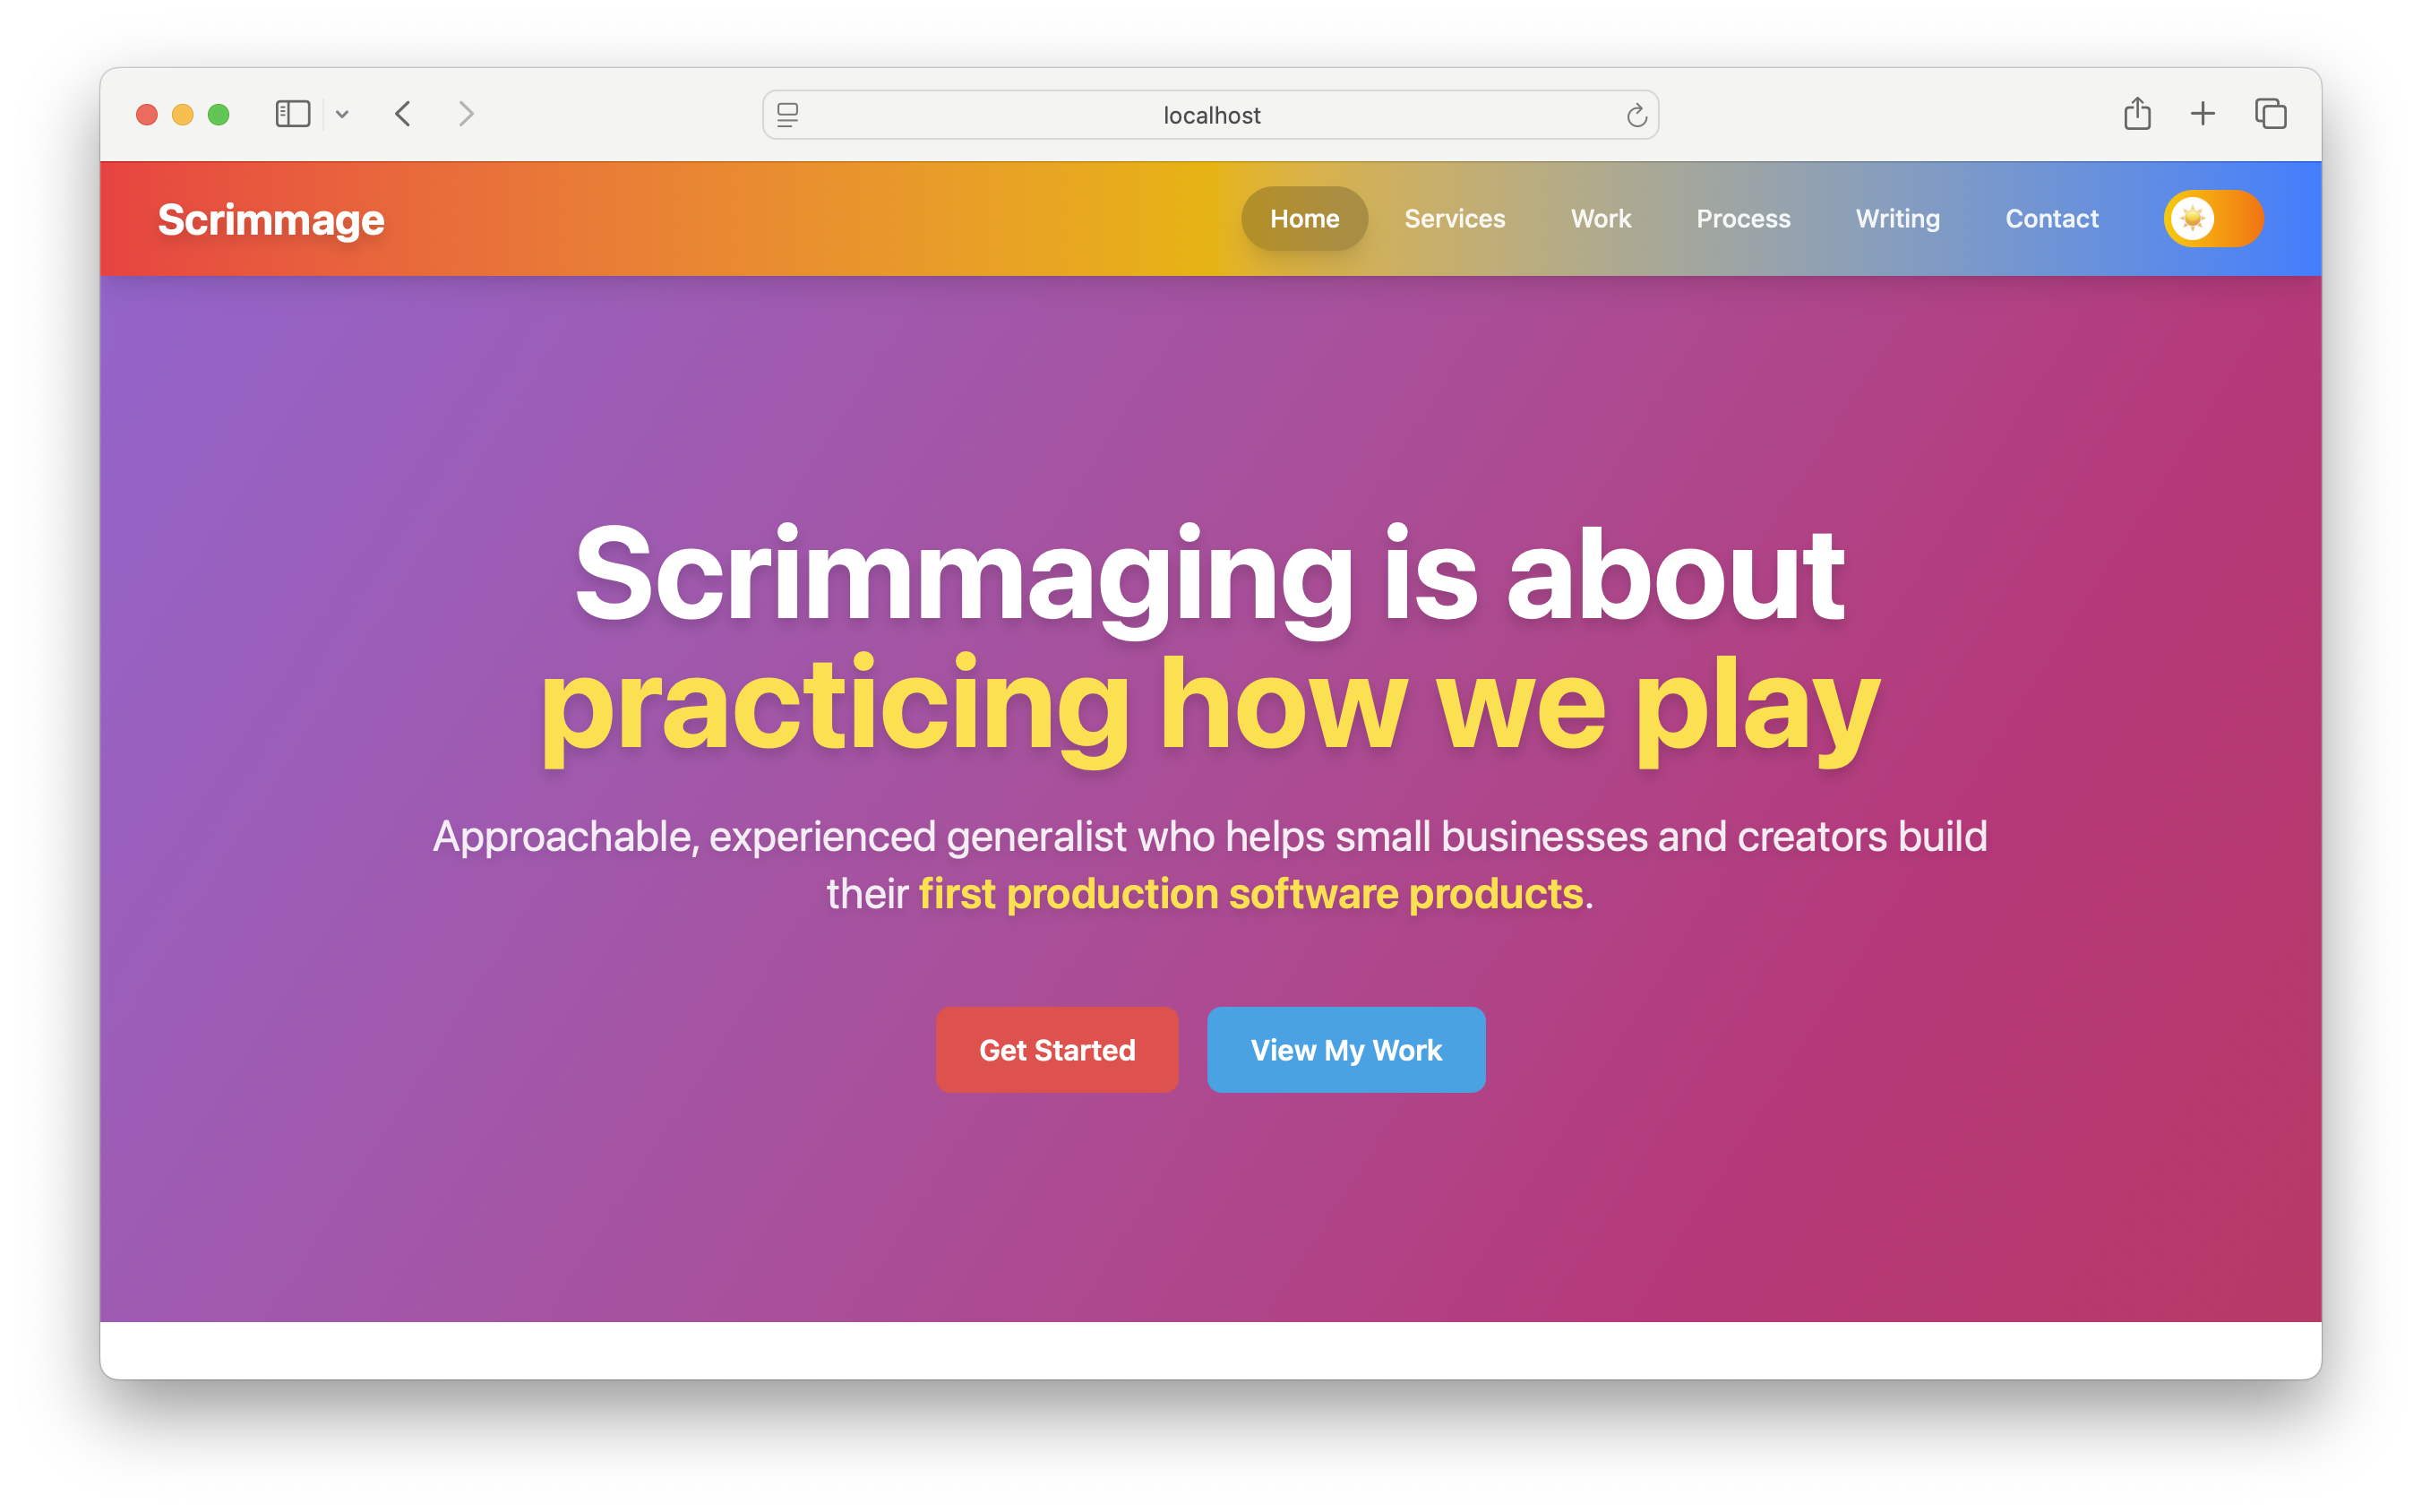 localhost
Scrimmage
Home Services Work Process Writing Contact
Scrimmaging is about
practicing how we play
Approachable, experienced generalist who helps small businesses and creators build
their first production software products.
Get Started View My Work